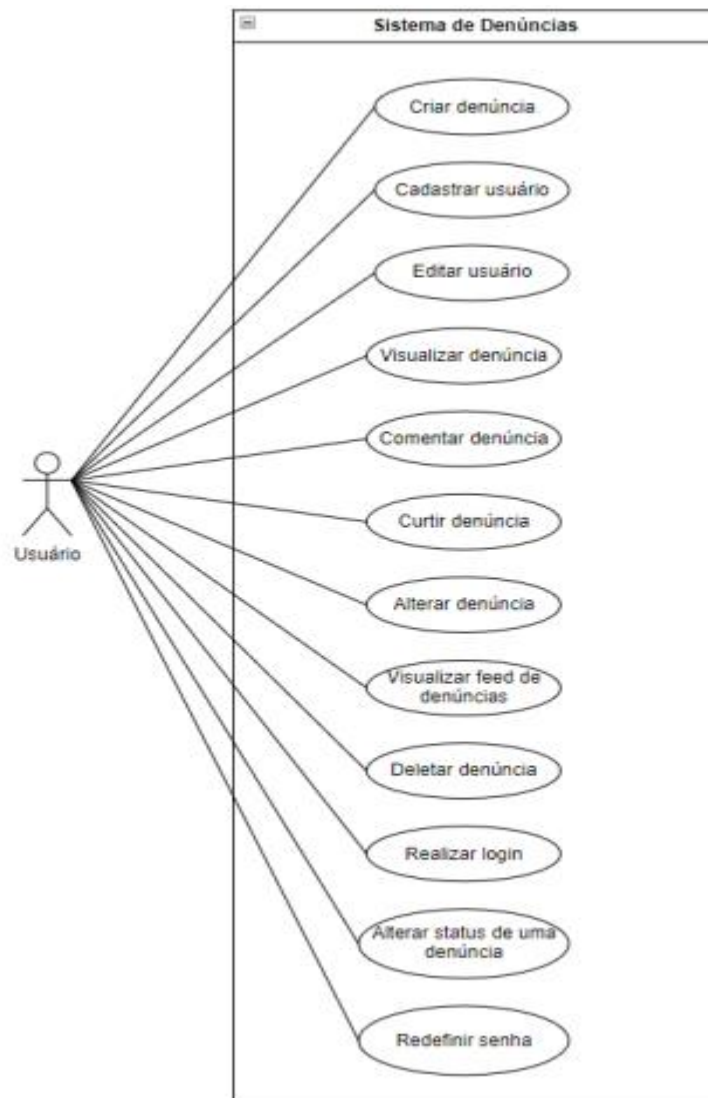 Sistema de Denúncias
Criar denúncia
Cadastrar usuário
Editar usuário
Visualizar denúncia
Comentar denúncia
Curtir denúncia
Usuário
Alterar denúncia
Visualizar feed de
denúncias
Deletar denúncia
Realizar login
Alterar status de uma
denúncia
Redefinir senha